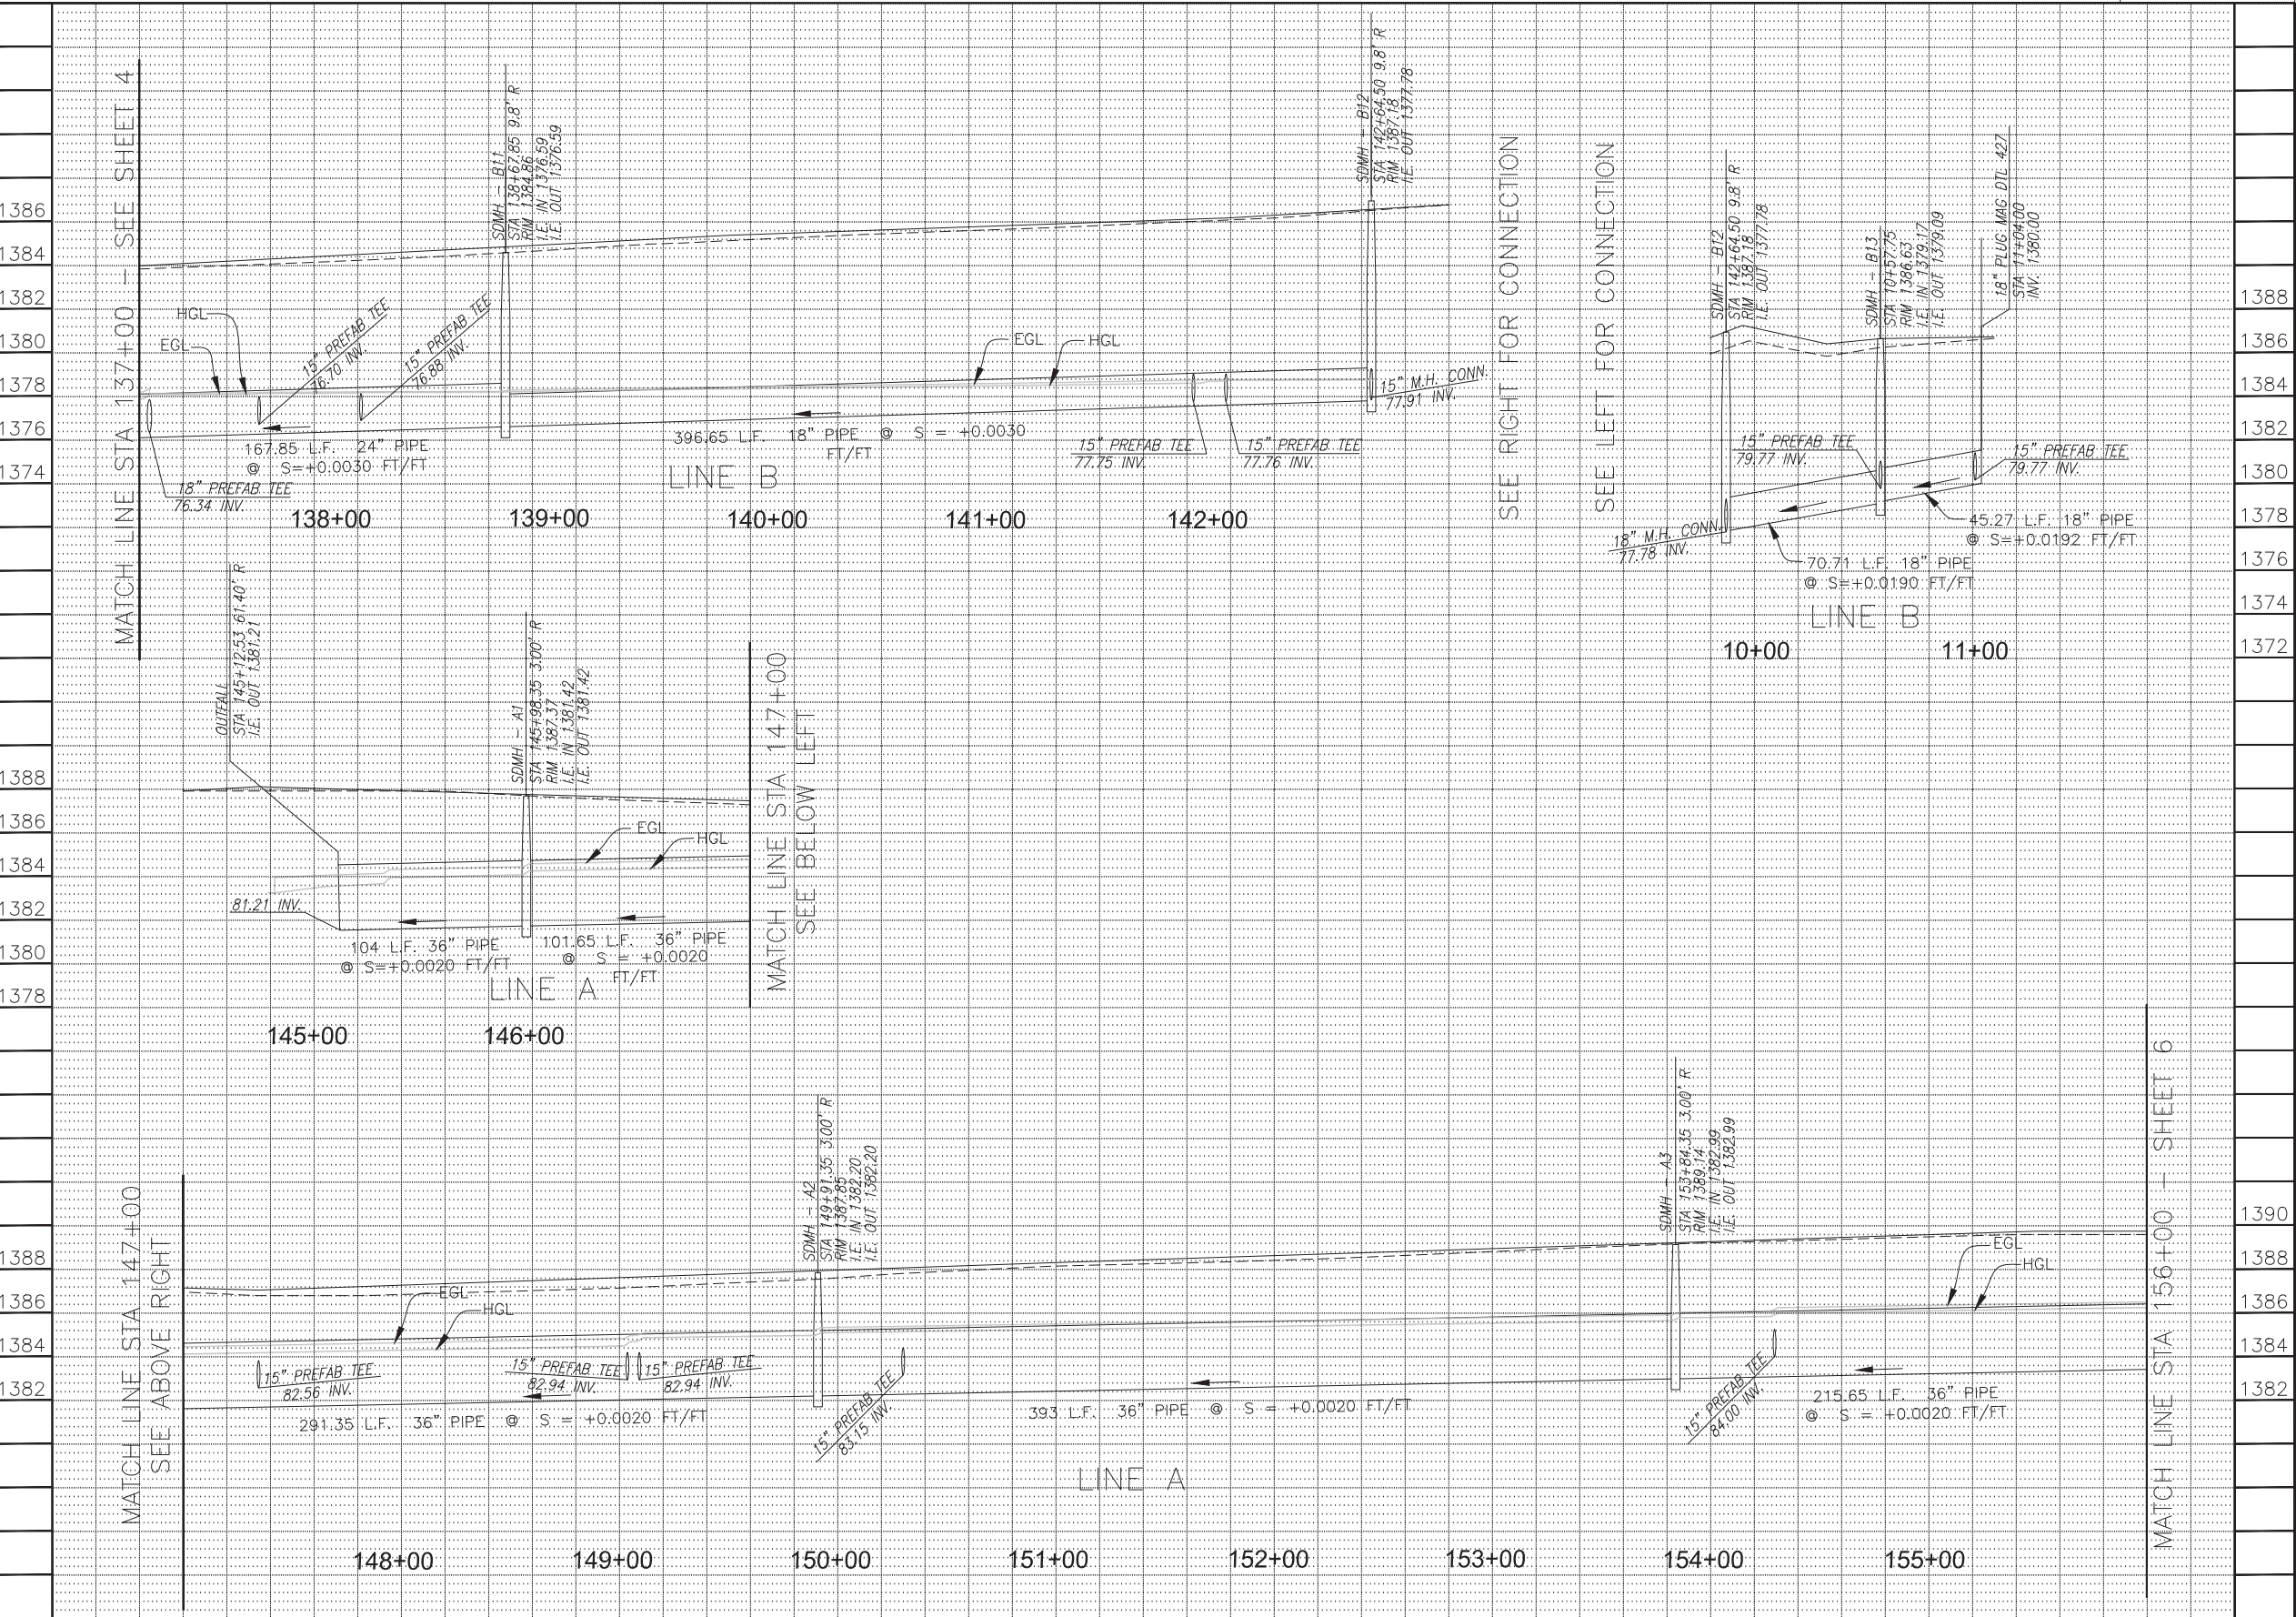 MATCH LINE STA 137+00 - SEE SHEET 4
1386
1384
1382
1380
1378
1376
1374
SDMH - B11
STA 138+67.85 9.8' R
RIM 1384.86
I.E. IN 1376.59
I.E. OUT 1376.59
HGL
EGL
15" PREFAB TEE
76.70 INV.
15" PREFAB TEE
76.88 INV.
167.85 L.F. 24" PIPE
@ S=+0.0030 FT/FT
18" PREFAB TEE
76.34 INV.
EGL
HGL
396.65 L.F. 18" PIPE @ S = +0.0030
FT/FT
LINE B
SDMH - B12
STA 142+64.50 9.8' R
RIM 1387.18
I.E. OUT 1377.78
15" M.H. CONN.
77.91 INV.
15" PREFAB TEE
77.75 INV.
15" PREFAB TEE
77.76 INV.
138+00
139+00
140+00
141+00
142+00
SEE RIGHT FOR CONNECTION
SEE LEFT FOR CONNECTION
SDMH - B12
STA 142+64.50 9.8' R
RIM 1387.18
I.E. OUT 1377.78
SDMH - B13
STA 10+57.75
RIM 1386.63
I.E. IN 1379.17
I.E. OUT 1379.09
18" PLUG MAG DTL 427
STA 11+04.00
INV. 1380.00
15" PREFAB TEE
79.77 INV.
15" PREFAB TEE
79.77 INV.
18" M.H. CONN.
77.78 INV.
45.27 L.F. 18" PIPE
@ S=+0.0192 FT/FT
70.71 L.F. 18" PIPE
@ S=+0.0190 FT/FT
LINE B
10+00
11+00
1388
1386
1384
1382
1380
1378
1376
1374
1372
OUTFALL
STA 145+12.53 61.40' R
I.E. OUT 1381.21
SDMH - A1
STA 145+98.35 3.00' R
RIM 1387.37
I.E. IN 1381.42
I.E. OUT 1381.42
MATCH LINE STA 147+00
SEE BELOW LEFT
1388
1386
1384
1382
1380
1378
EGL
HGL
81.21 INV.
104 L.F. 36" PIPE
@ S=+0.0020 FT/FT
101.65 L.F. 36" PIPE
@ S = +0.0020
FT/FT
LINE A
145+00
146+00
MATCH LINE STA 147+00
SEE ABOVE RIGHT
1388
1386
1384
1382
SDMH - A2
STA 149+91.35 3.00' R
RIM 1387.85
I.E. IN 1382.20
I.E. OUT 1382.20
SDMH - A3
STA 153+84.35 3.00' R
RIM 1389.14
I.E. IN 1382.99
I.E. OUT 1382.99
EGL
HGL
15" PREFAB TEE
82.56 INV.
15" PREFAB TEE
82.94 INV.
15" PREFAB TEE
82.94 INV.
291.35 L.F. 36" PIPE @ S = +0.0020 FT/FT
15" PREFAB TEE
83.15 INV.
393 L.F. 36" PIPE @ S = +0.0020 FT/FT
15" PREFAB TEE
84.00 INV.
215.65 L.F. 36" PIPE
@ S = +0.0020 FT/FT
EGL
HGL
LINE A
148+00
149+00
150+00
151+00
152+00
153+00
154+00
155+00
MATCH LINE STA 156+00 - SHEET 6
1390
1388
1386
1384
1382